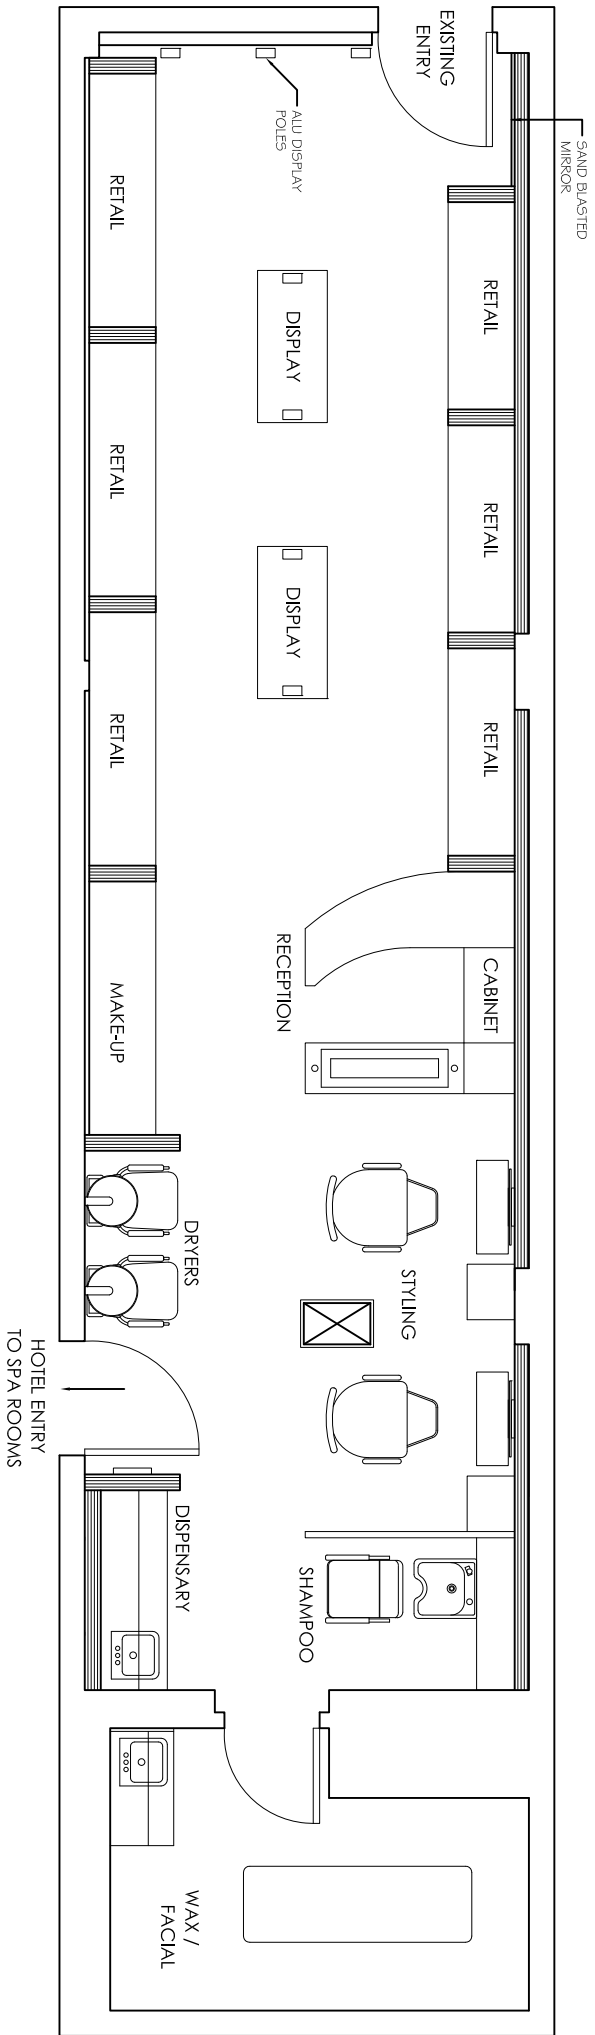 EXISTING
ENTRY
SAND BLASTED
MIRROR
ALU DISPLAY
POLES
RETAIL
RETAIL
DISPLAY
RETAIL
RETAIL
DISPLAY
RETAIL
RETAIL
RECEPTION
CABINET
MAKE-UP
DRYERS
STYLING
HOTEL ENTRY
TO SPA ROOMS
DISPENSARY
SHAMPOO
WAX /
FACIAL